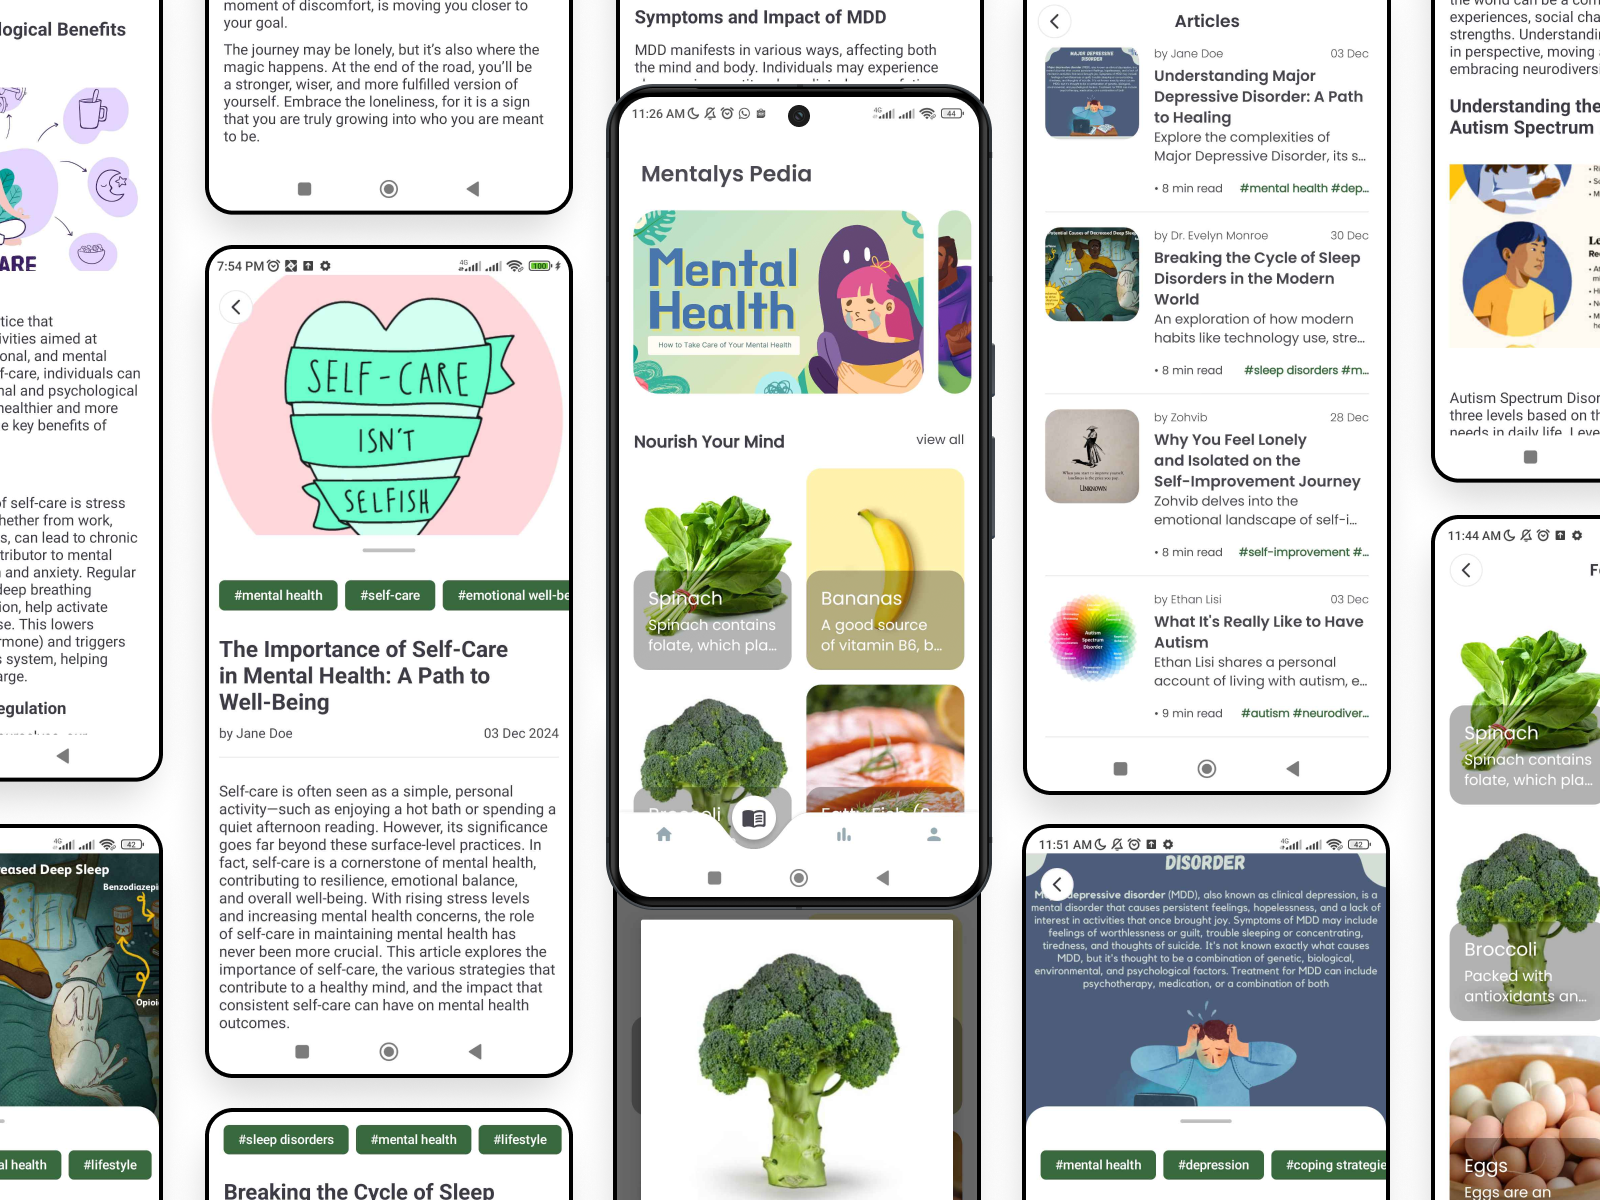 logical Benefits
ARE
tice that
ivities aimed at
onal, and mental
f-care, individuals can
nal and psychological
healthier and more
e key benefits of
of self-care is stress
hether from work,
s, can lead to chronic
tributor to mental
n and anxiety. Regular
deep breathing
ion, help activate
se. This lowers
rmone) and triggers
s system, helping
arge.
egulation
42
reased Deep Sleep
Benzodiazepi
Opioi
al health
#lifestyle
moment of discomfort, is moving you closer to
your goal.
The journey may be lonely, but it's also where the
magic happens. At the end of the road, you'll be
a stronger, wiser, and more fulfilled version of
yourself. Embrace the loneliness, for it is a sign
that you are truly growing into who you are meant
to be.
7:54 PM
4G
100
SELF-CARE
ISN'T
SELFISH
#mental health
#self-care
#emotional well-be
The Importance of Self-Care
in Mental Health: A Path to
Well-Being
by Jane Doe
03 Dec 2024
Self-care is often seen as a simple, personal
activity—such as enjoying a hot bath or spending a
quiet afternoon reading. However, its significance
goes far beyond these surface-level practices. In
fact, self-care is a cornerstone of mental health,
contributing to resilience, emotional balance,
and overall well-being. With rising stress levels
and increasing mental health concerns, the role
of self-care in maintaining mental health has
never been more crucial. This article explores the
importance of self-care, the various strategies that
contribute to a healthy mind, and the impact that
consistent self-care can have on mental health
outcomes.
#sleep disorders
#mental health
#lifestyle
Breaking the Cycle of Sleep
Symptoms and Impact of MDD
MDD manifests in various ways, affecting both
the mind and body. Individuals may experience
11:26 AM
4G
44
Mentalys Pedia
Mental
Health
How to Take Care of Your Mental Health
Nourish Your Mind
view all
Spinach
Spinach contains
folate, which pla...
Bananas
A good source
of vitamin B6, b...
Broccoli
Articles
by Jane Doe
03 Dec
MAJOR DEPRESSIVE
DISORDER
Understanding Major
Depressive Disorder: A Path
to Healing
Explore the complexities of
Major Depressive Disorder, its s...
• 8 min read
#mental health #dep...
by Dr. Evelyn Monroe
30 Dec
Potential Causes of Decreased Deep Sleep
Breaking the Cycle of Sleep
Disorders in the Modern
World
An exploration of how modern
habits like technology use, stre...
• 8 min read
#sleep disorders #m...
by Zohvib
28 Dec
Why You Feel Lonely
and Isolated on the
Self-Improvement Journey
Zohvib delves into the
emotional landscape of self-i...
UNKNOWN
• 8 min read
#self-improvement #...
by Ethan Lisi
03 Dec
What It's Really Like to Have
Autism
Ethan Lisi shares a personal
account of living with autism, e...
Autism
Spectrum
Disorder
• 9 min read
#autism #neurodiver...
11:51 AM
4G
42
DISORDER
depressive disorder (MDD), also known as clinical depression, is a
mental disorder that causes persistent feelings, hopelessness, and a lack of
interest in activities that once brought joy. Symptoms of MDD may include
feelings of worthlessness or guilt, trouble sleeping or concentrating,
tiredness, and thoughts of suicide. It's not known exactly what causes
MDD, but it's thought to be a combination of genetic, biological,
environmental, and psychological factors. Treatment for MDD can include
psychotherapy, medication, or a combination of both
#mental health
#depression
#coping strategie
experiences, social cha
strengths. Understandin
in perspective, moving a
embracing neurodiversi
Understanding the
Autism Spectrum
Autism Spectrum Disor
three levels based on th
needs in daily life. Leve
11:44 AM
Spinach
Spinach contains
folate, which pla...
Broccoli
Packed with
antioxidants an...
Eggs
Eggs are an